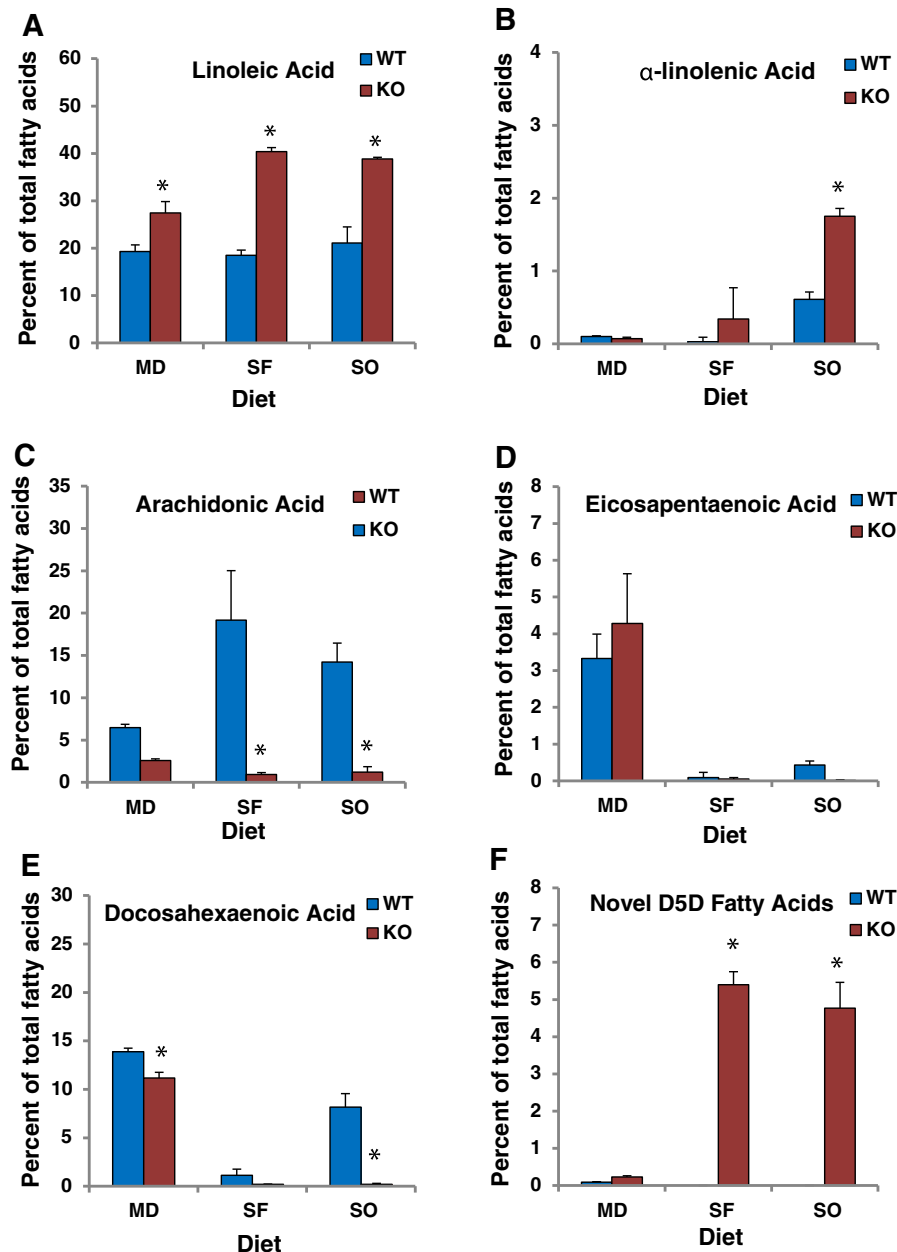 A
Linoleic Acid
WT
KO
Percent of total fatty acids
60
50
40
30
20
10
0
*
*
*
MD SF SO
Diet
B
α-linolenic Acid
WT
KO
Percent of total fatty acids
4
3
2
1
0
*
MD SF SO
Diet
C
Arachidonic Acid
WT
KO
Percent of total fatty acids
35
30
25
20
15
10
5
0
*
*
MD SF SO
Diet
D
Eicosapentaenoic Acid
WT
KO
Percent of total fatty acids
8
7
6
5
4
3
2
1
0
MD SF SO
Diet
E
Docosahexaenoic Acid
WT
KO
Percent of total fatty acids
30
25
20
15
10
5
0
*
*
MD SF SO
Diet
F
Novel D5D Fatty Acids
WT
KO
Percent of total fatty acids
8
7
6
5
4
3
2
1
0
*
*
MD SF SO
Diet